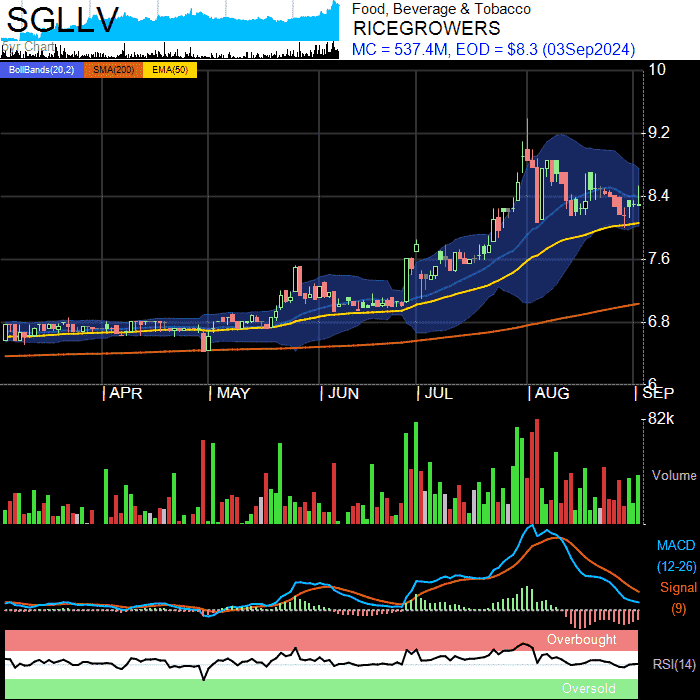 SGLLV
Food, Beverage & Tobacco
RICEGROWERS
MC = 537.4M, EOD = $8.3 (03Sep2024)
BollBands(20,2) SMA(200) EMA(50)
10
9.2
8.4
7.6
6.8
6
APR MAY JUN JUL AUG SEP
82k
Volume
MACD
(12-26)
Signal
(9)
Overbought
RSI(14)
Oversold